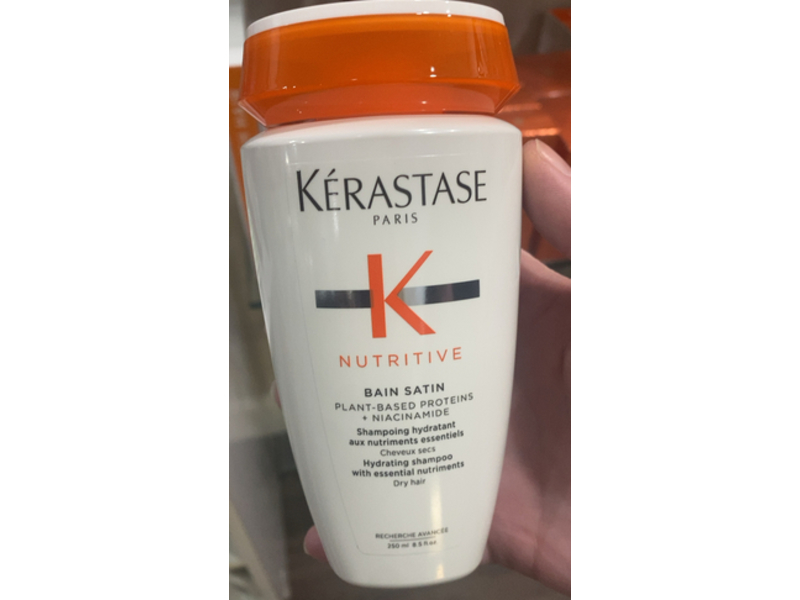 KÉRASTASE
PARIS
K
NUTRITIVE
BAIN SATIN
PLANT-BASED PROTEINS
+ NIACINAMIDE
Shampoing hydratant
aux nutriments essentiels
Cheveux secs
Hydrating shampoo
with essential nutriments
Dry hair
RECHERCHE AVANCÉE
250 ml 8.5 fl.oz